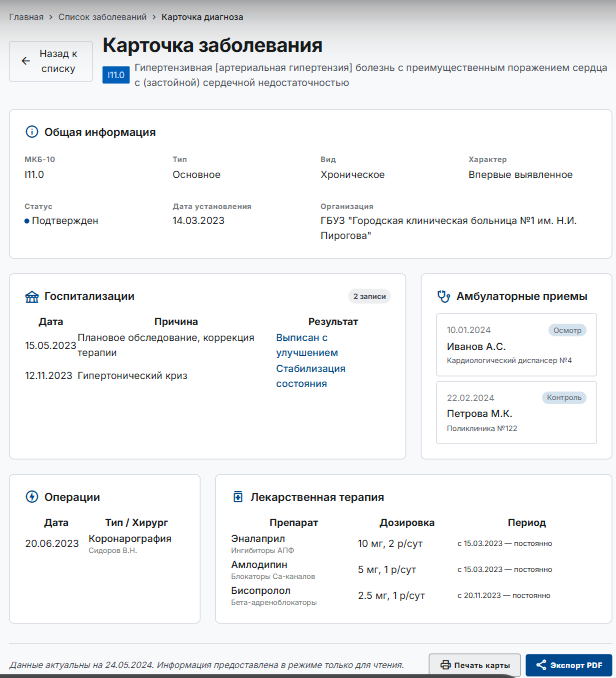 Главная > Список заболеваний > Карточка диагноза
← Назад к списку
Карточка заболевания
I11.0 Гипертензивная [артериальная гипертензия] болезнь с преимущественным поражением сердца
с (застойной) сердечной недостаточностью
Общая информация
МКБ-10 Тип Вид Характер
I11.0 Основное Хроническое Впервые выявленное
Статус Дата установления Организация
Подтвержден 14.03.2023 ГБУЗ "Городская клиническая больница №1 им. Н.И.
Пирогова"
Госпитализации 2 записи
Дата Причина Результат
15.05.2023 Плановое обследование, коррекция терапии Выписан с улучшением
12.11.2023 Гипертонический криз Стабилизация состояния
Амбулаторные приемы
10.01.2024 Осмотр
Иванов А.С.
Кардиологический диспансер №4
22.02.2024 Контроль
Петрова М.К.
Поликлиника №122
Операции
Дата Тип / Хирург
20.06.2023 Коронарография
Сидоров В.Н.
Лекарственная терапия
Препарат Дозировка Период
Эналаприл 10 мг, 2 р/сут с 15.03.2023 — постоянно
Ингибиторы АПФ
Амлодипин 5 мг, 1 р/сут с 15.03.2023 — постоянно
Блокаторы Ca-каналов
Бисопролол 2.5 мг, 1 р/сут с 20.11.2023 — постоянно
Бета-адреноблокаторы
Данные актуальны на 24.05.2024. Информация предоставлена в режиме только для чтения.
Печать карты Экспорт PDF